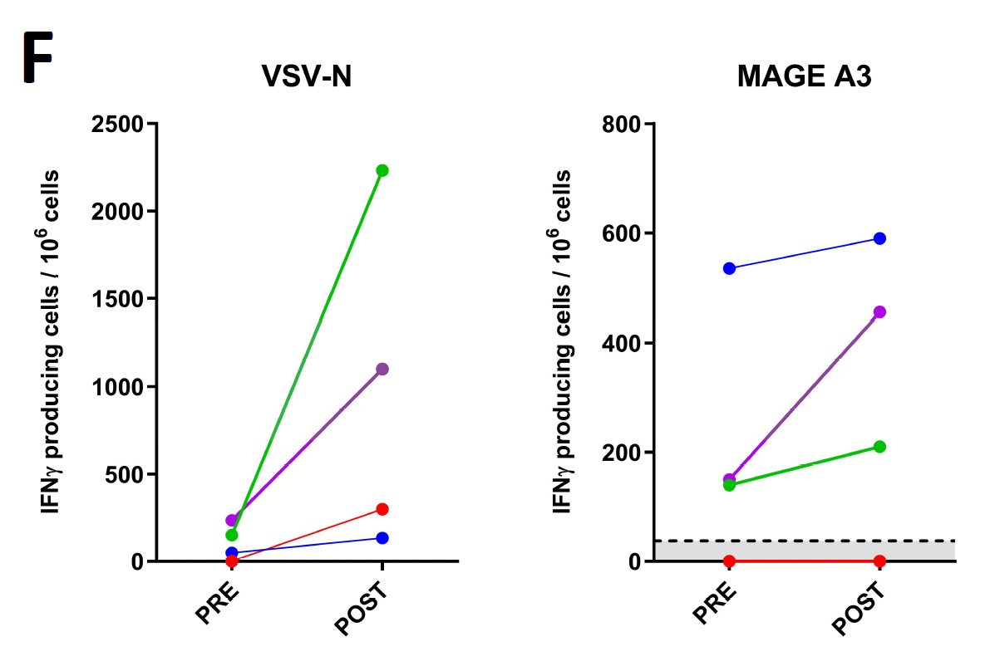 F
VSV-N
MAGE A3
IFNγ producing cells / 10⁶ cells
2500
2000
1500
1000
500
0
PRE
POST
IFNγ producing cells / 10⁶ cells
800
600
400
200
0
PRE
POST